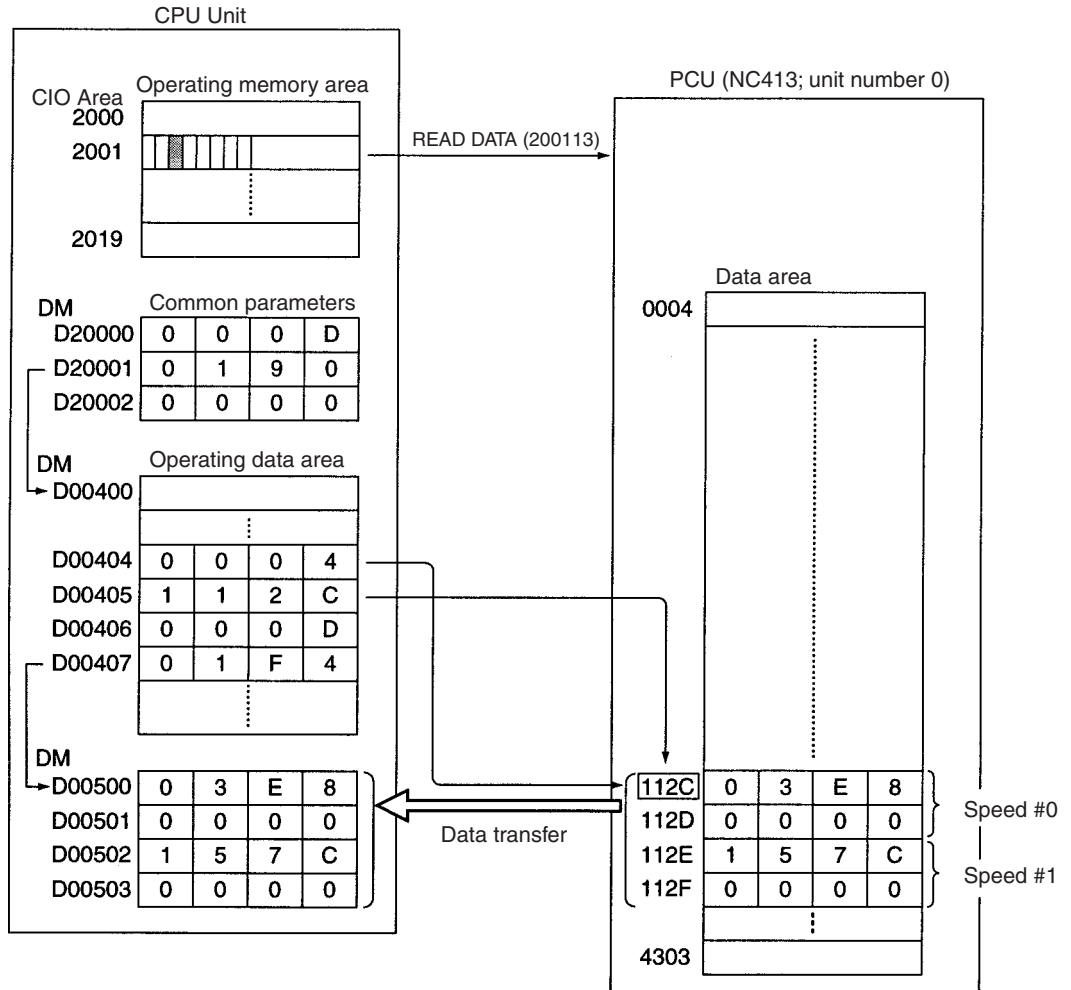 CPU Unit
Operating memory area
CIO Area
2000
2001
2019
READ DATA (200113)
PCU (NC413; unit number 0)
DM
Common parameters
D20000 0 0 0 D
D20001 0 1 9 0
D20002 0 0 0 0
DM
Operating data area
D00400
D00404 0 0 0 4
D00405 1 1 2 C
D00406 0 0 0 D
D00407 0 1 F 4
DM
D00500 0 3 E 8
D00501 0 0 0 0
D00502 1 5 7 C
D00503 0 0 0 0
Data transfer
Data area
0004
112C 0 3 E 8
112D 0 0 0 0
Speed #0
112E 1 5 7 C
112F 0 0 0 0
Speed #1
4303